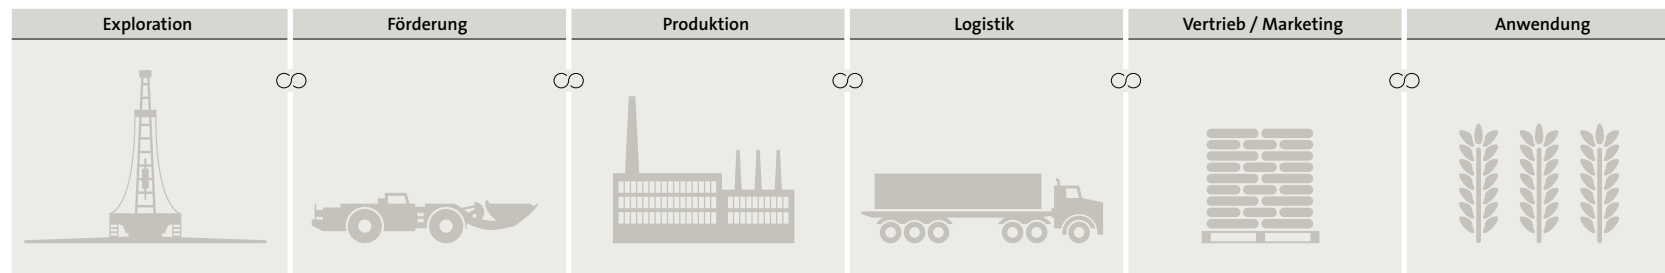 Exploration
Förderung
Produktion
Logistik
Vertrieb / Marketing
Anwendung